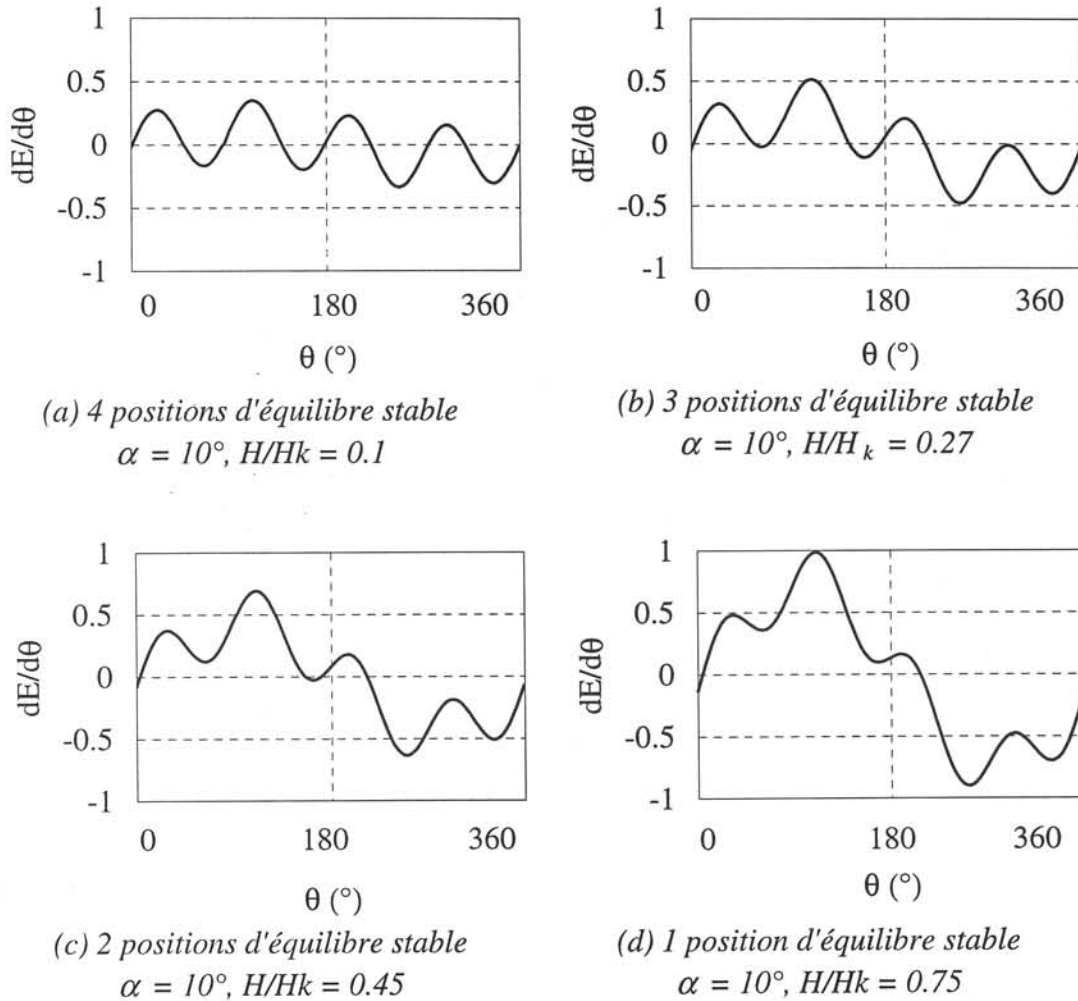 1
0.5
0
-0.5
-1
dE/dθ
0 180 360
θ (°)
(a) 4 positions d'équilibre stable
α = 10°, H/Hk = 0.1
1
0.5
0
-0.5
-1
dE/dθ
0 180 360
θ (°)
(b) 3 positions d'équilibre stable
α = 10°, H/H k = 0.27
1
0.5
0
-0.5
-1
dE/dθ
0 180 360
θ (°)
(c) 2 positions d'équilibre stable
α = 10°, H/Hk = 0.45
1
0.5
0
-0.5
-1
dE/dθ
0 180 360
θ (°)
(d) 1 position d'équilibre stable
α = 10°, H/Hk = 0.75